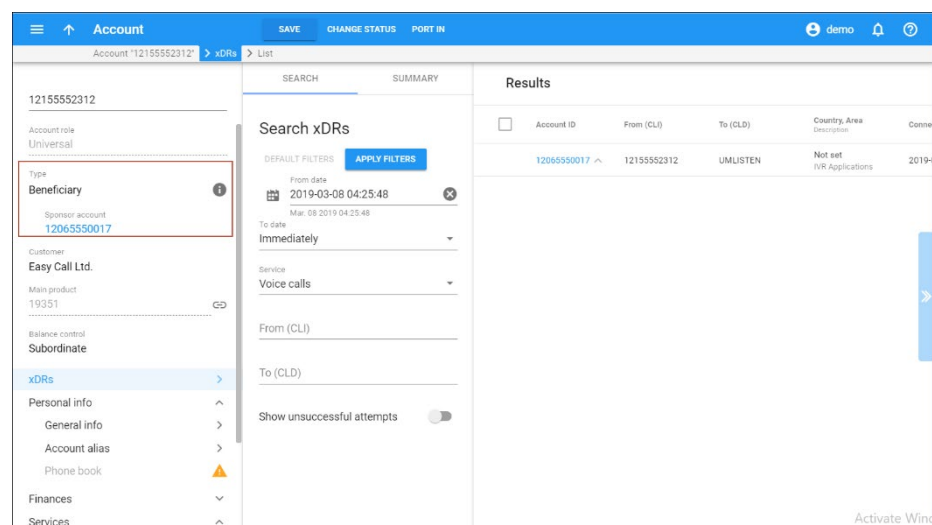 Account
SAVE
CHANGE STATUS
PORT IN
demo
Account "12155552312"
xDRs
List
12155552312
Account role
Universal
Type
Beneficiary
Sponsor account
12065550017
Customer
Easy Call Ltd.
Main product
19351
Balance control
Subordinate
xDRs
Personal info
General info
Account alias
Phone book
Finances
Services
SEARCH
SUMMARY
Search xDRs
DEFAULT FILTERS
APPLY FILTERS
From date
2019-03-08 04:25:48
Mar. 08 2019 04:25:48
To date
Immediately
Service
Voice calls
From (CLI)
To (CLD)
Show unsuccessful attempts
Results
Account ID
From (CLI)
To (CLD)
Country, Area
Description
Conne
12065550017
12155552312
UMLISTEN
Not set
IVR Applications
2019-
Activate Wind